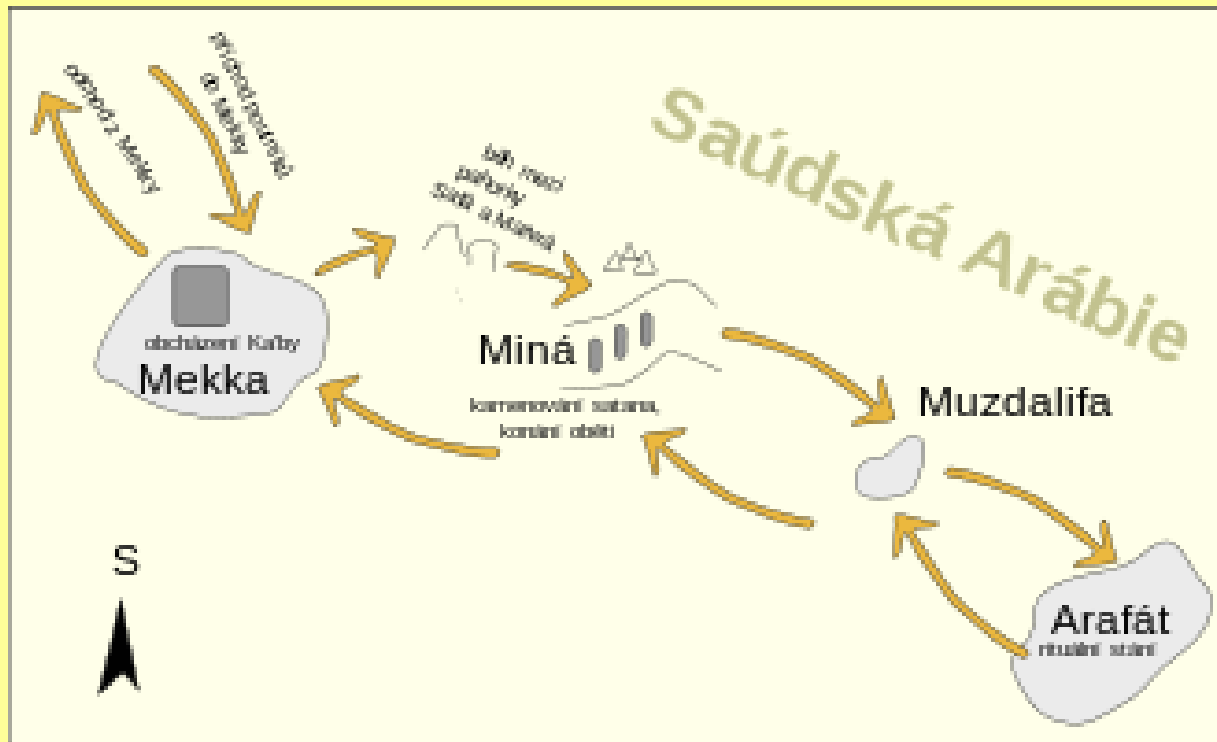 odchod z Mekky
příchod poutníků
do Mekky
běh mezi
pahorky
Safá a Marwá
Saúdská Arábie
obcházení Ka'by
Mekka
Miná
kamenování satana,
konání obětí
Muzdalifa
S
Arafát
rituální stání